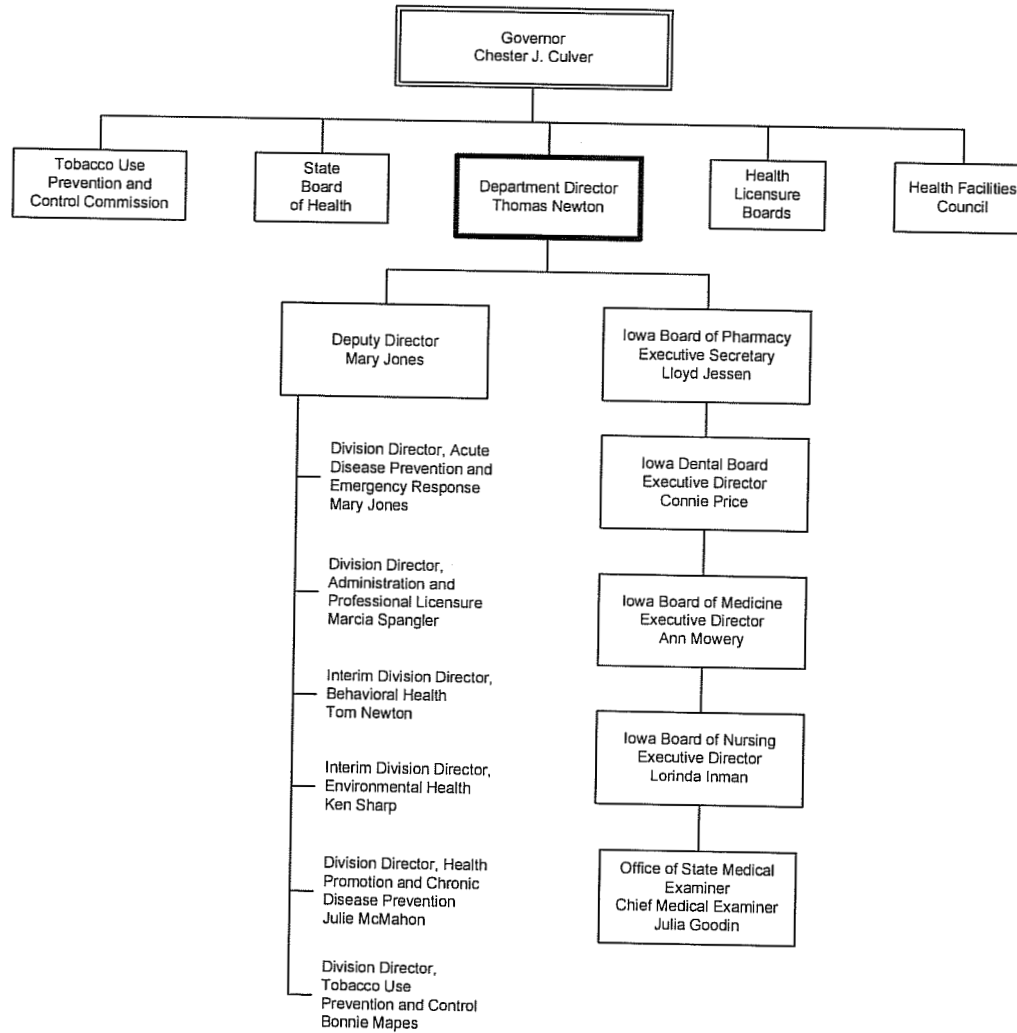 Governor
Chester J. Culver
Tobacco Use
Prevention and
Control Commission
State
Board
of Health
Department Director
Thomas Newton
Health
Licensure
Boards
Health Facilities
Council
Deputy Director
Mary Jones
Iowa Board of Pharmacy
Executive Secretary
Lloyd Jessen
Division Director, Acute
Disease Prevention and
Emergency Response
Mary Jones
Iowa Dental Board
Executive Director
Connie Price
Division Director,
Administration and
Professional Licensure
Marcia Spangler
Iowa Board of Medicine
Executive Director
Ann Mowery
Interim Division Director,
Behavioral Health
Tom Newton
Iowa Board of Nursing
Executive Director
Lorinda Inman
Interim Division Director,
Environmental Health
Ken Sharp
Division Director, Health
Promotion and Chronic
Disease Prevention
Julie McMahon
Office of State Medical
Examiner
Chief Medical Examiner
Julia Goodin
Division Director,
Tobacco Use
Prevention and Control
Bonnie Mapes